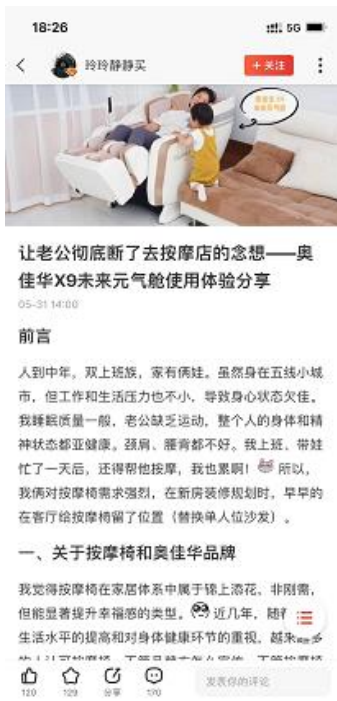 18:26
5G
玲玲静静买
+关注
让老公彻底断了去按摩店的念想——奥
佳华X9未来元气舱使用体验分享
05-31 14:00
前言
人到中年，双上班族，家有俩娃。虽然身在五线小城
市，但工作和生活压力也不小，导致身心状态欠佳。
我睡眠质量一般，老公缺乏运动，整个人的身体和精
神状态都亚健康。颈肩、腰背都不好。我上班、带娃
忙了一天后，还得帮他按摩，我也累啊！所以，
我俩对按摩椅需求强烈，在新房装修规划时，早早的
在客厅给按摩椅留了位置（替换单人位沙发）。
一、关于按摩椅和奥佳华品牌
我觉得按摩椅在家居体系中属于锦上添花，非刚需，
但能显著提升幸福感的类型。近几年，随
生活水平的提高和对身体健康环节的重视，越来多
120
129
分享
170
发表你的评论